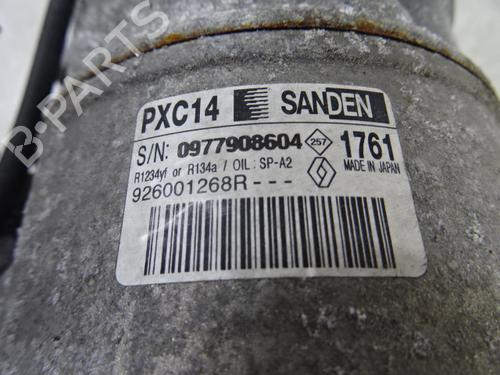 PXC14 SANDEN
S/N: 0977908604 257 1761
R1234yf or R134a / OIL: SP-A2 MADE IN JAPAN
926001268R---
B-PARTS